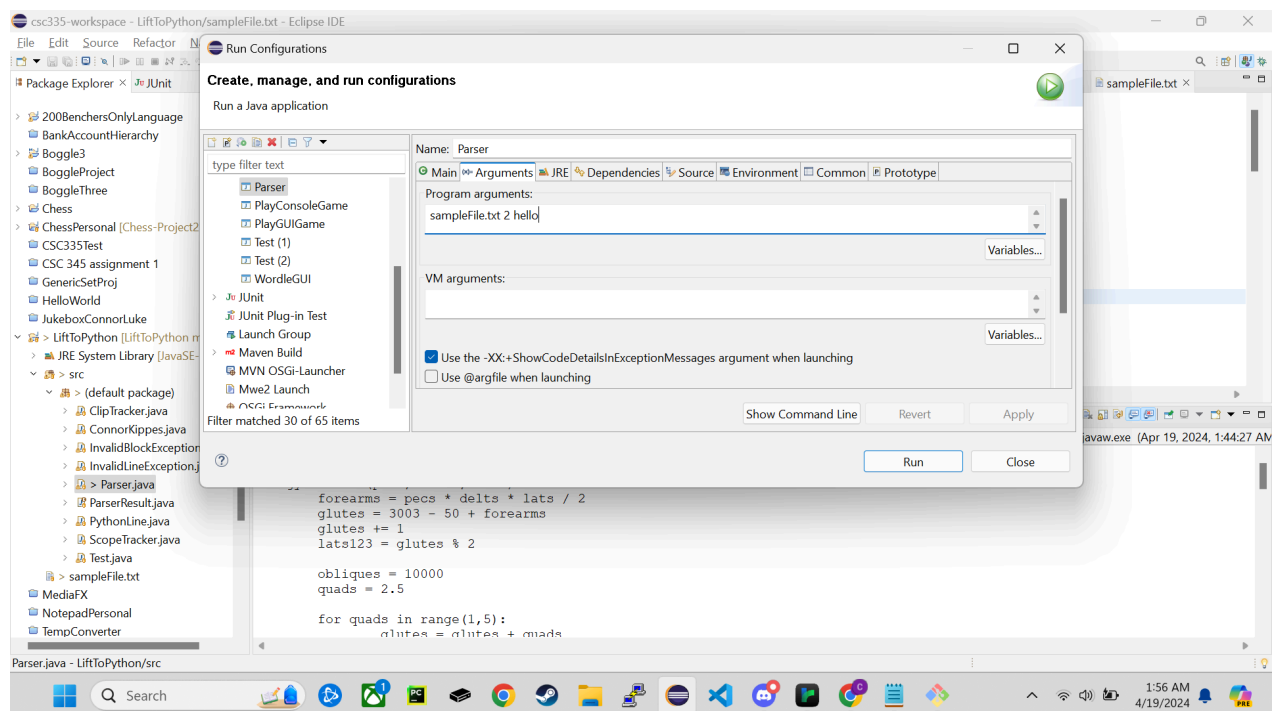 csc335-workspace - LiftToPython/sampleFile.txt - Eclipse IDE
File Edit Source Refactor
Package Explorer JUnit
200BenchersOnlyLanguage
BankAccountHierarchy
Boggle3
BoggleProject
BoggleThree
Chess
ChessPersonal [Chess-Project2
CSC335Test
CSC 345 assignment 1
GenericSetProj
HelloWorld
JukeboxConnorLuke
> LiftToPython [LiftToPython m
JRE System Library [JavaSE-
> src
> (default package)
ClipTracker.java
ConnorKippes.java
InvalidBlockException
InvalidLineException.j
> Parser.java
ParserResult.java
PythonLine.java
ScopeTracker.java
Test.java
> sampleFile.txt
MediaFX
NotepadPersonal
TempConverter
Run Configurations
Create, manage, and run configurations
Run a Java application
type filter text
Parser
PlayConsoleGame
PlayGUIGame
Test (1)
Test (2)
WordleGUI
JUnit
JUnit Plug-in Test
Launch Group
Maven Build
MVN OSGi-Launcher
Mwe2 Launch
OSGi Framework
Filter matched 30 of 65 items
Name: Parser
Main Arguments JRE Dependencies Source Environment Common Prototype
Program arguments:
sampleFile.txt 2 hello
Variables...
VM arguments:
Variables...
Use the -XX:+ShowCodeDetailsInExceptionMessages argument when launching
Use @argfile when launching
Show Command Line Revert Apply
Run Close
sampleFile.txt
javaw.exe (Apr 19, 2024, 1:44:27 AM
forearms = pecs * delts * lats / 2
glutes = 3003 - 50 + forearms
glutes += 1
lats123 = glutes % 2
obliques = 10000
quads = 2.5
for quads in range(1,5):
glutes = glutes + quads
Parser.java - LiftToPython/src
Search
1
PC
C
PRE
1:56 AM
4/19/2024